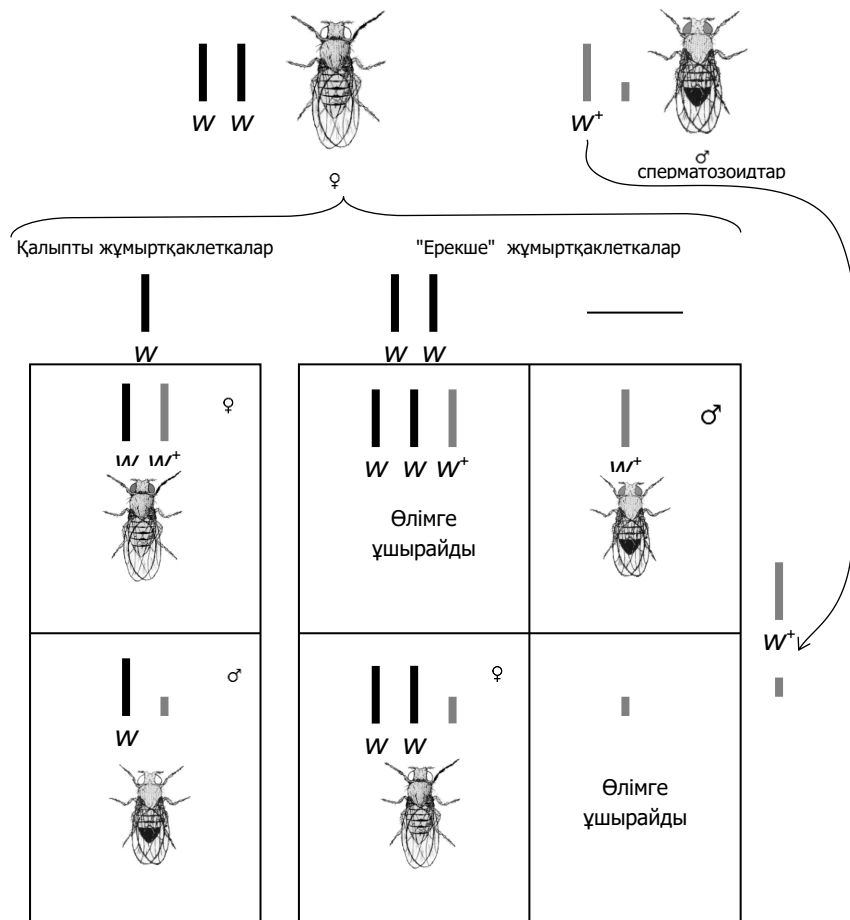 w w
w⁺
♀
♂
сперматозоидтар
Қалыпты жұмыртқаклеткалар
"Ерекше" жұмыртқаклеткалар
w
w w
♀
w w⁺
w w w⁺
Өлімге
ұшырайды
♂
w⁺
w⁺
♂
w
♀
w w
Өлімге
ұшырайды